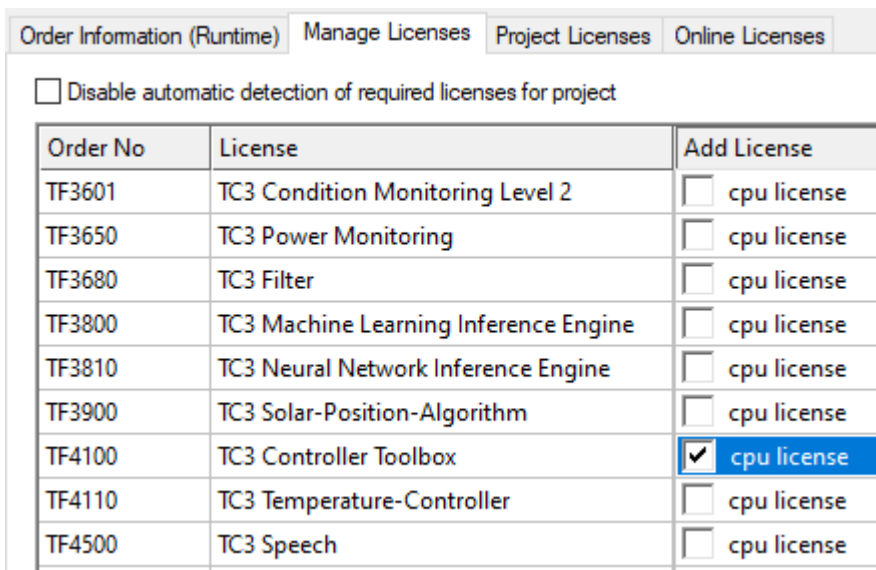 Order Information (Runtime) Manage Licenses Project Licenses Online Licenses
Disable automatic detection of required licenses for project
Order No License Add License
TF3601 TC3 Condition Monitoring Level 2 cpu license
TF3650 TC3 Power Monitoring cpu license
TF3680 TC3 Filter cpu license
TF3800 TC3 Machine Learning Inference Engine cpu license
TF3810 TC3 Neural Network Inference Engine cpu license
TF3900 TC3 Solar-Position-Algorithm cpu license
TF4100 TC3 Controller Toolbox cpu license
TF4110 TC3 Temperature-Controller cpu license
TF4500 TC3 Speech cpu license